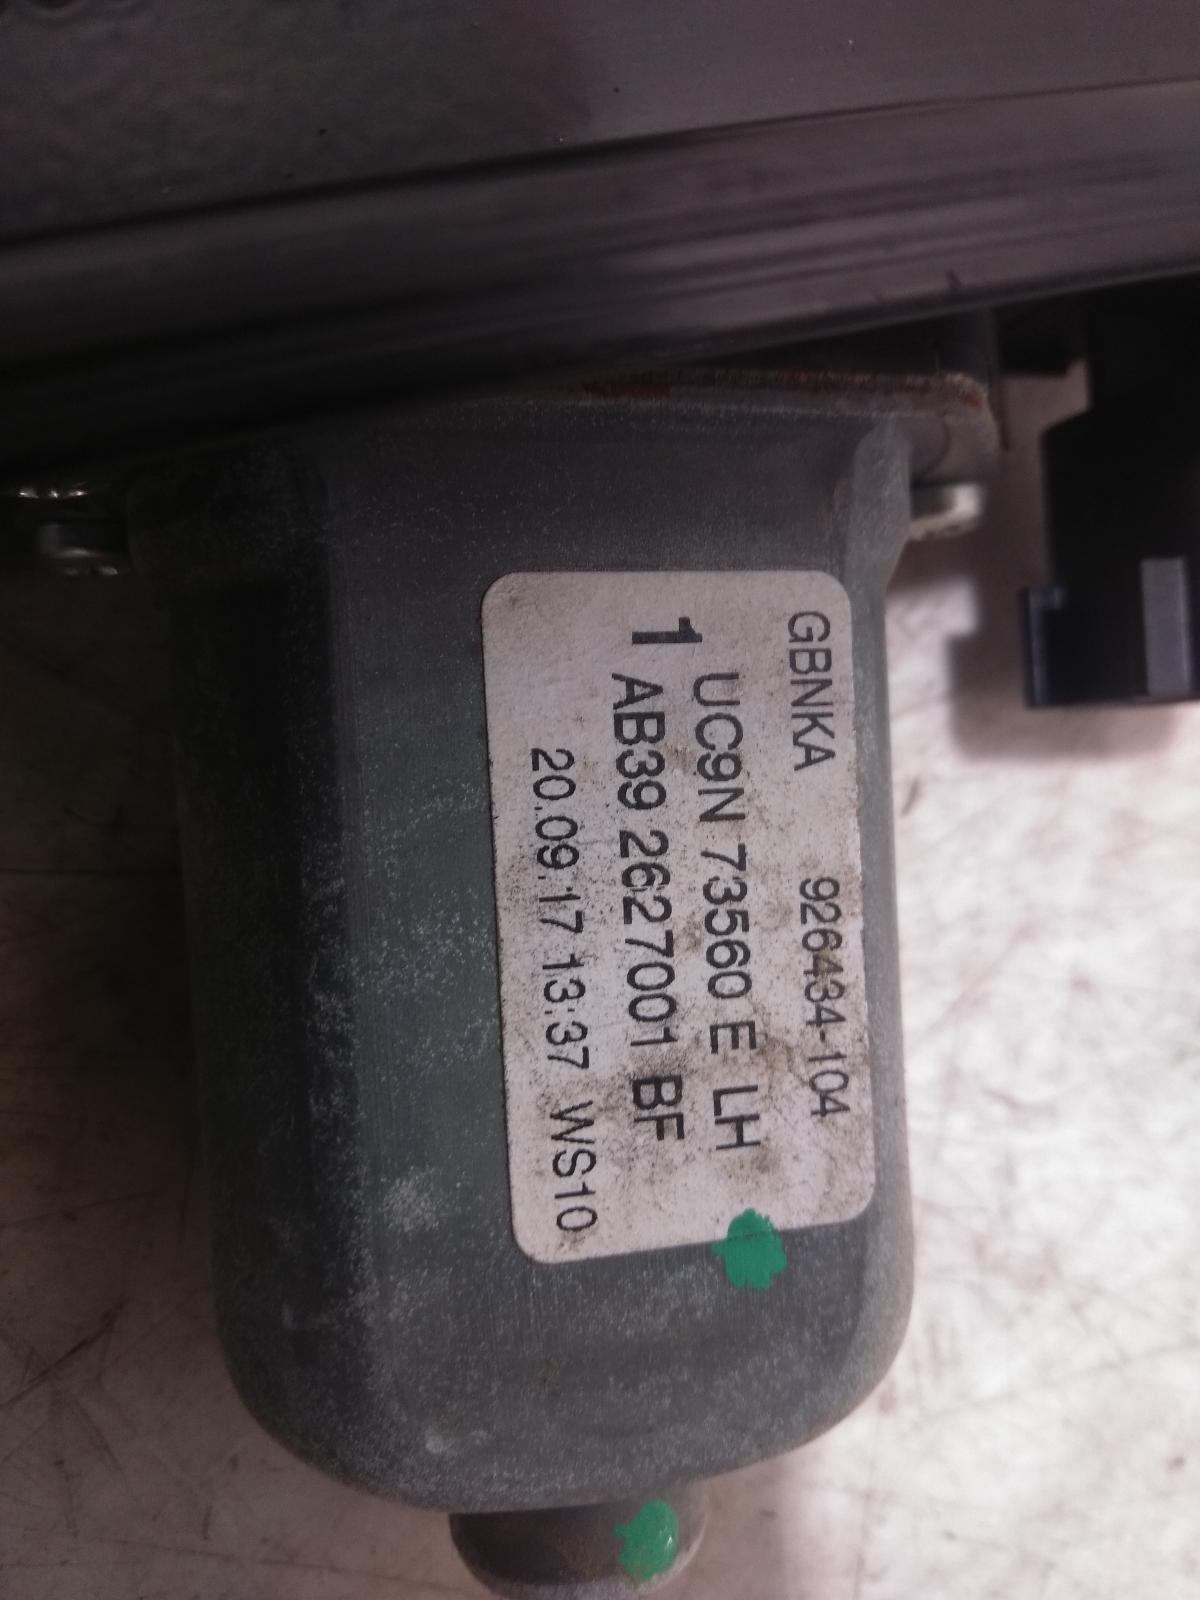 GBNKA 926434-104
UC9N 73560 E LH
1 AB39 2627001 BF
20.09.17 13:37 WS10